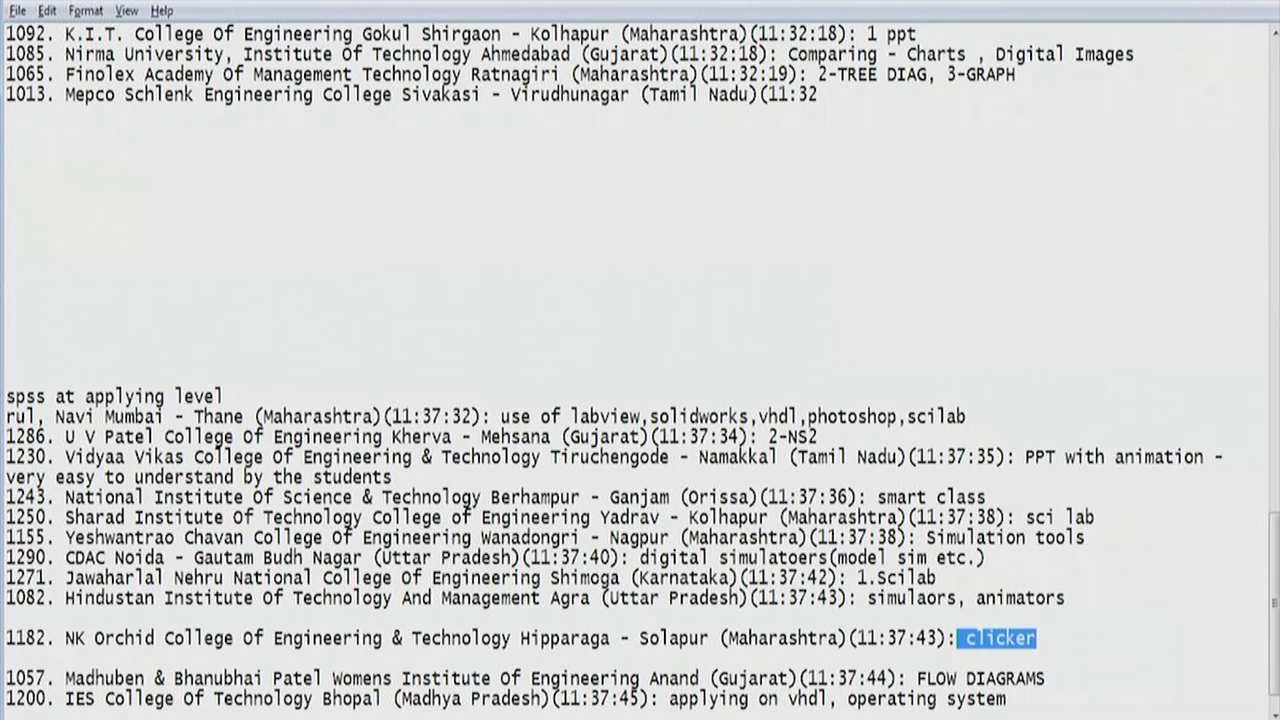 File Edit Format View Help
1092. K.I.T. College Of Engineering Gokul Shirgaon - Kolhapur (Maharashtra)(11:32:18): 1 ppt
1085. Nirma University, Institute Of Technology Ahmedabad (Gujarat)(11:32:18): Comparing - Charts , Digital Images
1065. Finolex Academy Of Management Technology Ratnagiri (Maharashtra)(11:32:19): 2-TREE DIAG, 3-GRAPH
1013. Mepco Schlenk Engineering College Sivakasi - Virudhunagar (Tamil Nadu)(11:32
spss at applying level
rul, Navi Mumbai - Thane (Maharashtra)(11:37:32): use of labview,solidworks,vhdl,photoshop,scilab
1286. U V Patel College Of Engineering Kherva - Mehsana (Gujarat)(11:37:34): 2-NS2
1230. Vidyaa Vikas College Of Engineering & Technology Tiruchengode - Namakkal (Tamil Nadu)(11:37:35): PPT with animation -
very easy to understand by the students
1243. National Institute Of Science & Technology Berhampur - Ganjam (Orissa)(11:37:36): smart class
1250. Sharad Institute Of Technology College of Engineering Yadrav - Kolhapur (Maharashtra)(11:37:38): sci lab
1155. Yeshwantrao Chavan College Of Engineering Wanadongri - Nagpur (Maharashtra)(11:37:38): Simulation tools
1290. CDAC Noida - Gautam Budh Nagar (Uttar Pradesh)(11:37:40): digital simulatoers(model sim etc.)
1271. Jawaharlal Nehru National College Of Engineering Shimoga (Karnataka)(11:37:42): 1.Scilab
1082. Hindustan Institute Of Technology And Management Agra (Uttar Pradesh)(11:37:43): simulaors, animators
1182. NK Orchid College Of Engineering & Technology Hipparaga - Solapur (Maharashtra)(11:37:43): clicker
1057. Madhuben & Bhanubhai Patel Womens Institute Of Engineering Anand (Gujarat)(11:37:44): FLOW DIAGRAMS
1200. IES College Of Technology Bhopal (Madhya Pradesh)(11:37:45): applying on vhdl, operating system